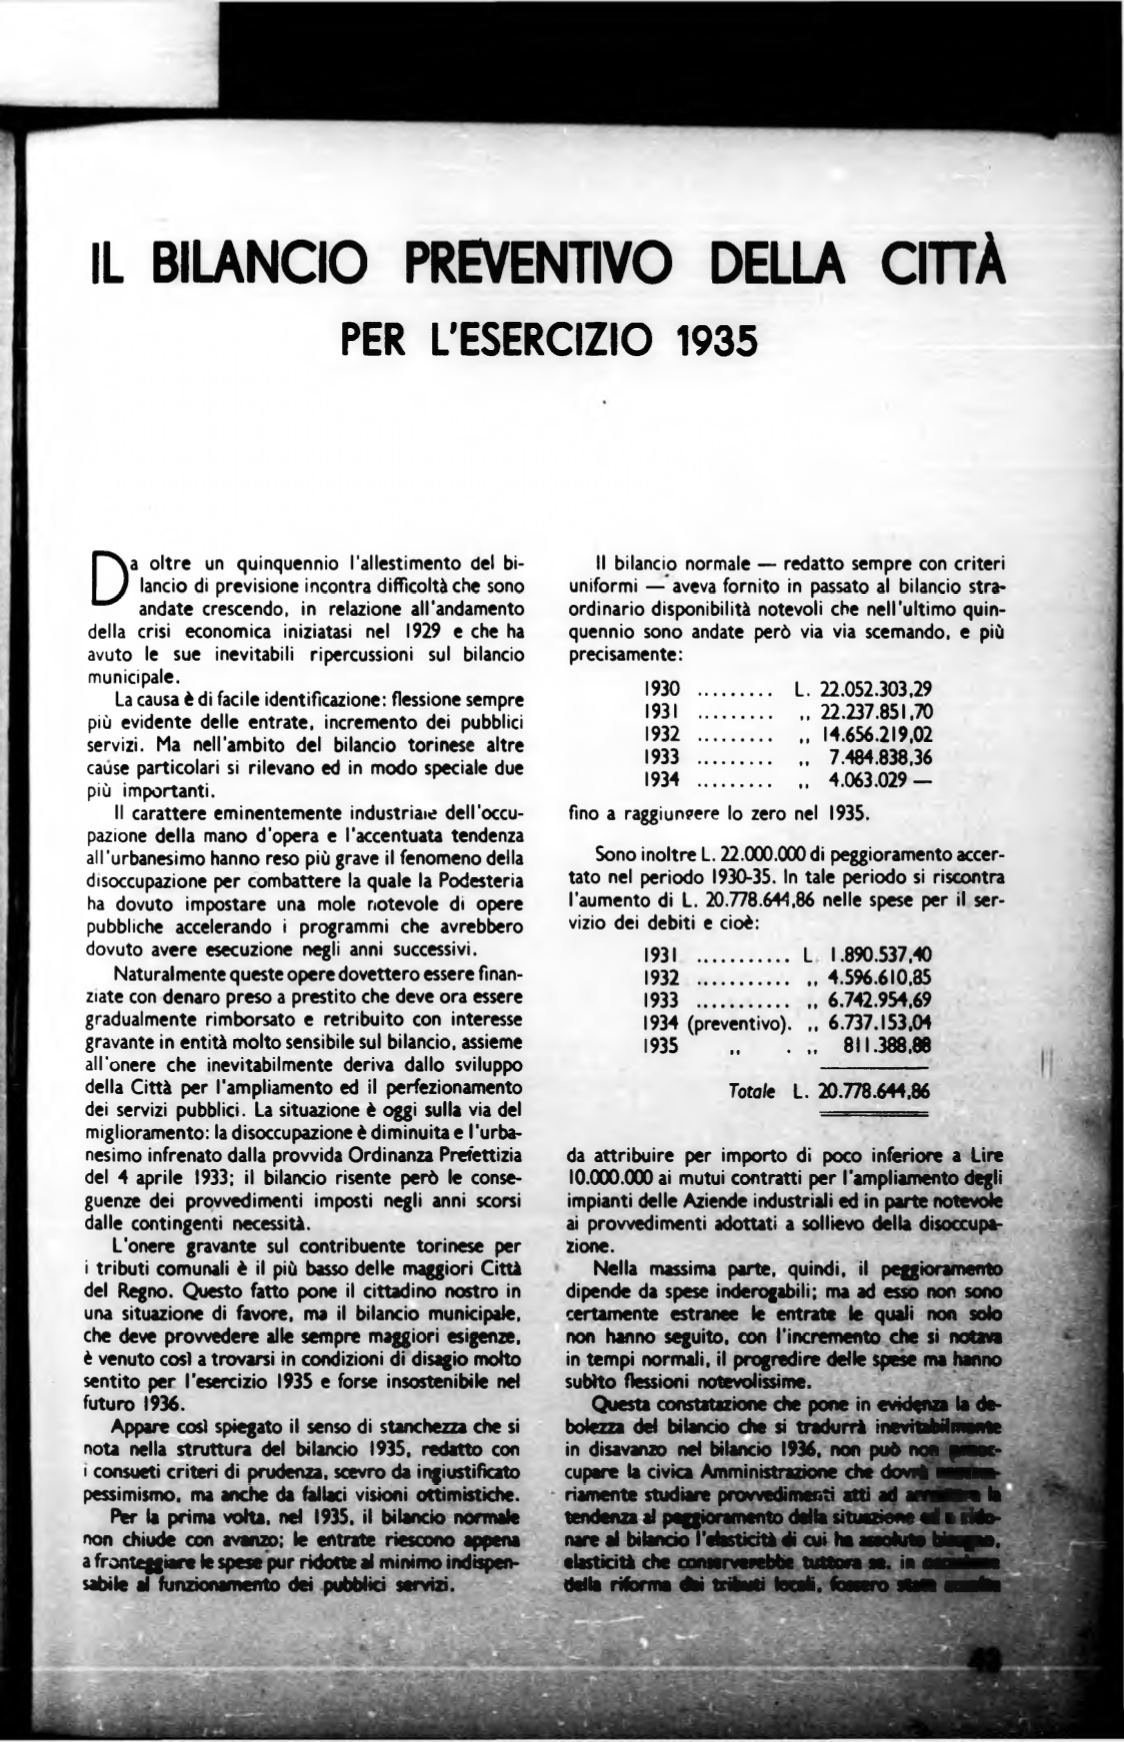 IL BILANCIO PREVENTIVO DELLA CITTÀ
PER L'ESERCIZIO 1935
Da oltre un quinquennio l'allestimento del bi-
lancio di previsione incontra difficoltà che sono
andate crescendo, in relazione all'andamento
della crisi economica iniziatasi nel 1929 e che ha
avuto le sue inevitabili ripercussioni sul bilancio
municipale.
La causa è di facile identificazione: flessione sempre
più evidente delle entrate, incremento dei pubblici
servizi. Ma nell'ambito del bilancio torinese altre
cause particolari si rilevano ed in modo speciale due
più importanti.
Il carattere eminentemente industriale dell'occu-
pazione della mano d'opera e l'accentuata tendenza
all'urbanesimo hanno reso più grave il fenomeno della
disoccupazione per combattere la quale la Podesteria
ha dovuto impostare una mole notevole di opere
pubbliche accelerando i programmi che avrebbero
dovuto avere esecuzione negli anni successivi.
Naturalmente queste opere dovettero essere finan-
ziate con denaro preso a prestito che deve ora essere
gradualmente rimborsato e retribuito con interesse
gravante in entità molto sensibile sul bilancio, assieme
all'onere che inevitabilmente deriva dallo sviluppo
della Città per l'ampliamento ed il perfezionamento
dei servizi pubblici. La situazione è oggi sulla via del
miglioramento: la disoccupazione è diminuita e l'urba-
nesimo infrenato dalla provvida Ordinanza Prefettizia
del 4 aprile 1933; il bilancio risente però le conse-
guenze dei provvedimenti imposti negli anni scorsi
dalle contingenti necessità.
L'onere gravante sul contribuente torinese per
i tributi comunali è il più basso delle maggiori Città
del Regno. Questo fatto pone il cittadino nostro in
una situazione di favore, ma il bilancio municipale,
che deve provvedere alle sempre maggiori esigenze,
è venuto così a trovarsi in condizioni di disagio molto
sentito per l'esercizio 1935 e forse insostenibile nel
futuro 1936.
Appare così spiegato il senso di stanchezza che si
nota nella struttura del bilancio 1935, redatto con
i consueti criteri di prudenza, scevro da ingiustificato
pessimismo, ma anche da fallaci visioni ottimistiche.
Per la prima volta, nel 1935, il bilancio normale
non chiude con avanzo; le entrate riescono appena
a fronteggiare le spese pur ridotte al minimo indispen-
sabile al funzionamento dei pubblici servizi.
Il bilancio normale — redatto sempre con criteri
uniformi — aveva fornito in passato al bilancio stra-
ordinario disponibilità notevoli che nell'ultimo quin-
quennio sono andate però via via scemando, e più
precisamente:
1930 ......... L. 22.052.303,29
1931 ......... ,, 22.237.851,70
1932 ......... ,, 14.656.219,02
1933 ......... ,, 7.484.838,36
1934 ......... ,, 4.063.029 —
fino a raggiungere lo zero nel 1935.
Sono inoltre L. 22.000.000 di peggioramento accer-
tato nel periodo 1930-35. In tale periodo si riscontra
l'aumento di L. 20.778.644,86 nelle spese per il ser-
vizio dei debiti e cioè:
1931 ........... L 1.890.537,40
1932 ........... ,, 4.596.610,85
1933 ........... ,, 6.742.954,69
1934 (preventivo). ,, 6.737.153,04
1935 ,, . ,, 811.388,88
Totale L. 20.778.644,86
da attribuire per importo di poco inferiore a Lire
10.000.000 ai mutui contratti per l'ampliamento degli
impianti delle Aziende industriali ed in parte notevole
ai provvedimenti adottati a sollievo della disoccupa-
zione.
Nella massima parte, quindi, il peggioramento
dipende da spese inderogabili; ma ad esso non sono
certamente estranee le entrate le quali non solo
non hanno seguito, con l'incremento che si notava
in tempi normali, il progredire delle spese ma hanno
subìto flessioni notevolissime.
Questa constatazione che pone in evidenza la de-
bolezza del bilancio che si tradurrà inevitabilmente
in disavanzo nel bilancio 1936, non può non preoc-
cupare la civica Amministrazione che dovrà
riamente studiare provvedimenti atti ad arrestare la
tendenza al peggioramento della situazione ed a rido-
nare al bilancio l'elasticità di cui ha assoluto bisogno,
elasticità che conserverebbe tuttora se, in occasione
della riforma dei tributi locali, fossero state